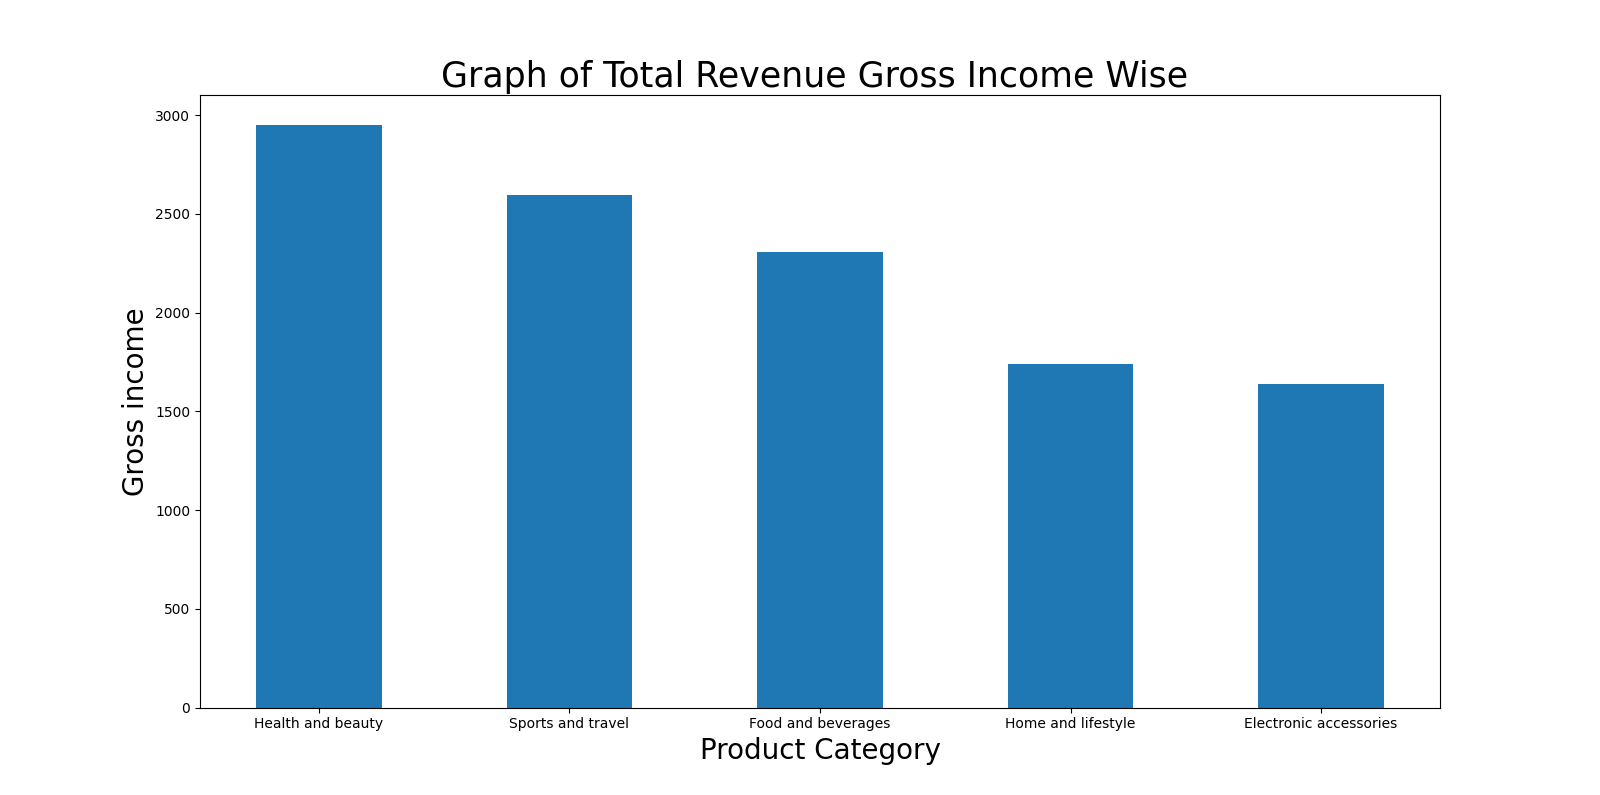 Graph of Total Revenue Gross Income Wise
Gross income
3000
2500
2000
1500
1000
500
0
Health and beauty
Sports and travel
Food and beverages
Home and lifestyle
Electronic accessories
Product Category